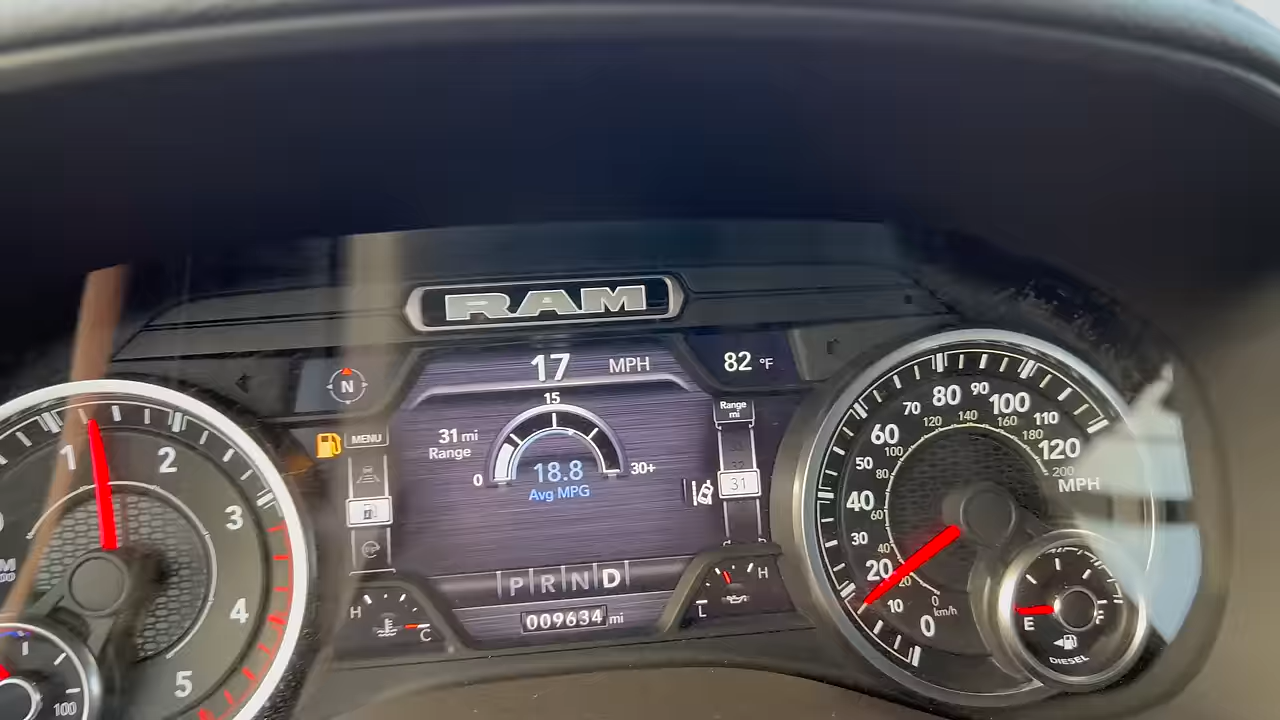 RAM
17 MPH
82 °F
N
MENU
31 mi
Range
15
0
30+
18.8
Avg MPG
Range
mi
31
PRND
009634 mi
H
C
L
H
1
2
3
4
5
100
0
10
20
30
40
50
60
70
80
90
100
110
120
MPH
0
20
40
60
80
100
120
140
160
180
200
km/h
E
F
DIESEL